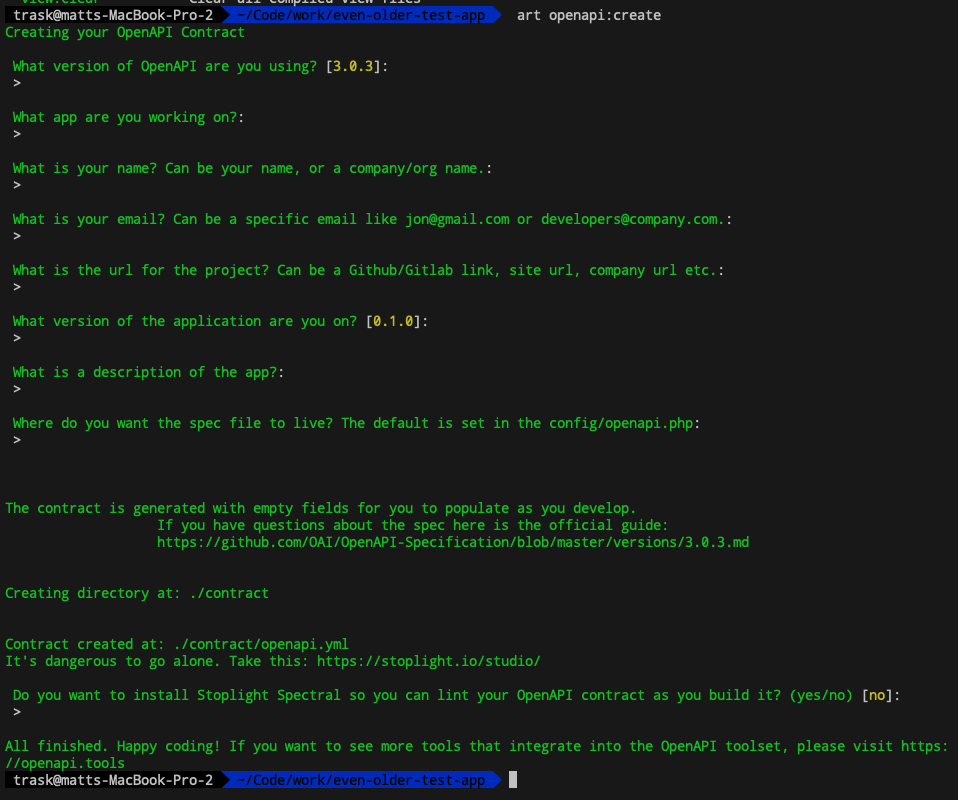 view:clear Clear all compiled view files
trask@matts-MacBook-Pro-2 ~/Code/work/even-older-test-app art openapi:create
Creating your OpenAPI Contract
What version of OpenAPI are you using? [3.0.3]:
>
What app are you working on?:
>
What is your name? Can be your name, or a company/org name.:
>
What is your email? Can be a specific email like jon@gmail.com or developers@company.com.:
>
What is the url for the project? Can be a Github/Gitlab link, site url, company url etc.:
>
What version of the application are you on? [0.1.0]:
>
What is a description of the app?:
>
Where do you want the spec file to live? The default is set in the config/openapi.php:
>
The contract is generated with empty fields for you to populate as you develop.
If you have questions about the spec here is the official guide:
https://github.com/OAI/OpenAPI-Specification/blob/master/versions/3.0.3.md
Creating directory at: ./contract
Contract created at: ./contract/openapi.yml
It's dangerous to go alone. Take this: https://stoplight.io/studio/
Do you want to install Stoplight Spectral so you can lint your OpenAPI contract as you build it? (yes/no) [no]:
>
All finished. Happy coding! If you want to see more tools that integrate into the OpenAPI toolset, please visit https:
//openapi.tools
trask@matts-MacBook-Pro-2 ~/Code/work/even-older-test-app